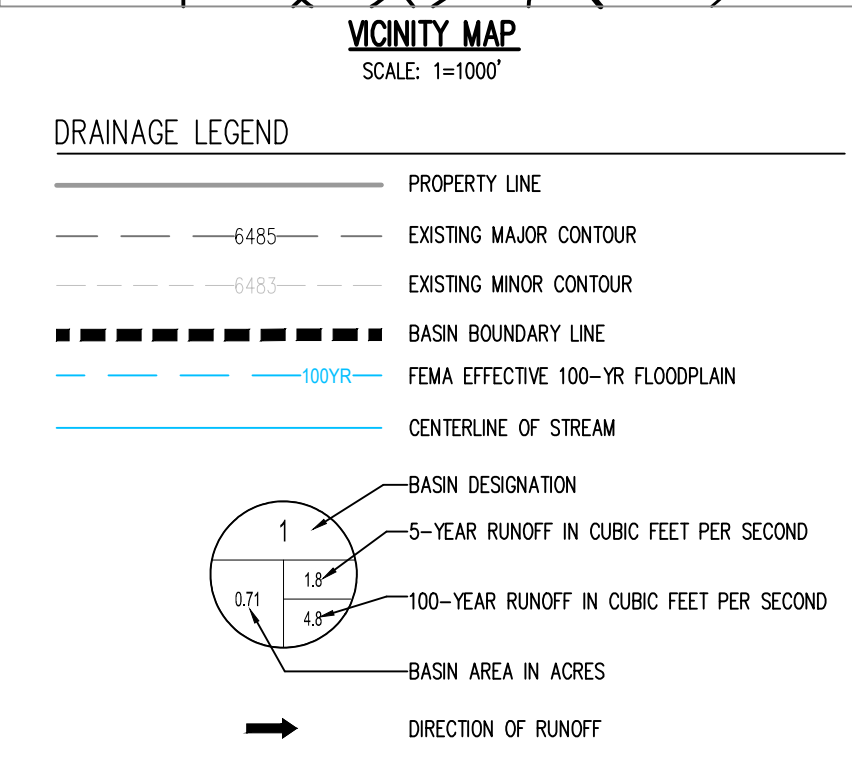 VICINITY MAP
SCALE: 1=1000'
DRAINAGE LEGEND
PROPERTY LINE
6485 EXISTING MAJOR CONTOUR
6483 EXISTING MINOR CONTOUR
BASIN BOUNDARY LINE
100YR FEMA EFFECTIVE 100-YR FLOODPLAIN
CENTERLINE OF STREAM
BASIN DESIGNATION
1
5-YEAR RUNOFF IN CUBIC FEET PER SECOND
1.8
0.71
100-YEAR RUNOFF IN CUBIC FEET PER SECOND
4.8
BASIN AREA IN ACRES
DIRECTION OF RUNOFF